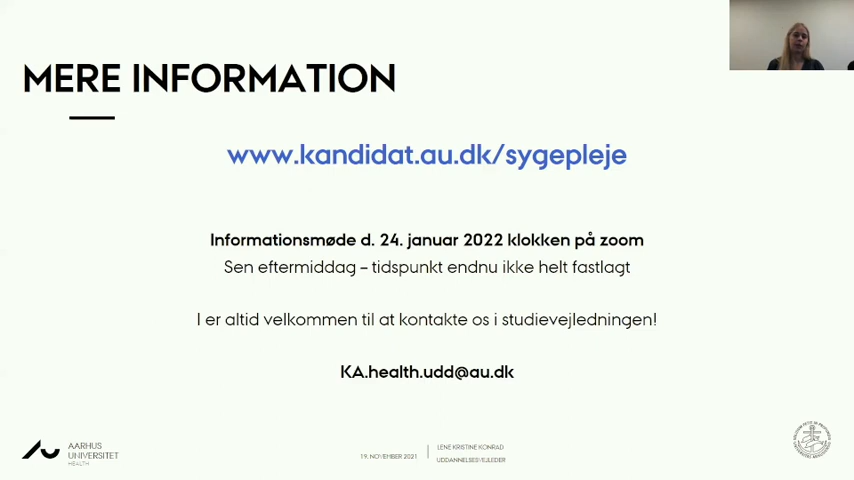 MERE INFORMATION
www.kandidat.au.dk/sygepleje
Informationsmøde d. 24. januar 2022 klokken på zoom
Sen eftermiddag – tidspunkt endnu ikke helt fastlagt
I er altid velkommen til at kontakte os i studievejledningen!
KA.health.udd@au.dk
AARHUS
UNIVERSITET
HEALTH
19. NOVEMBER 2021
LENE KRISTINE KONRAD
UDDANNELSESVEJLEDER